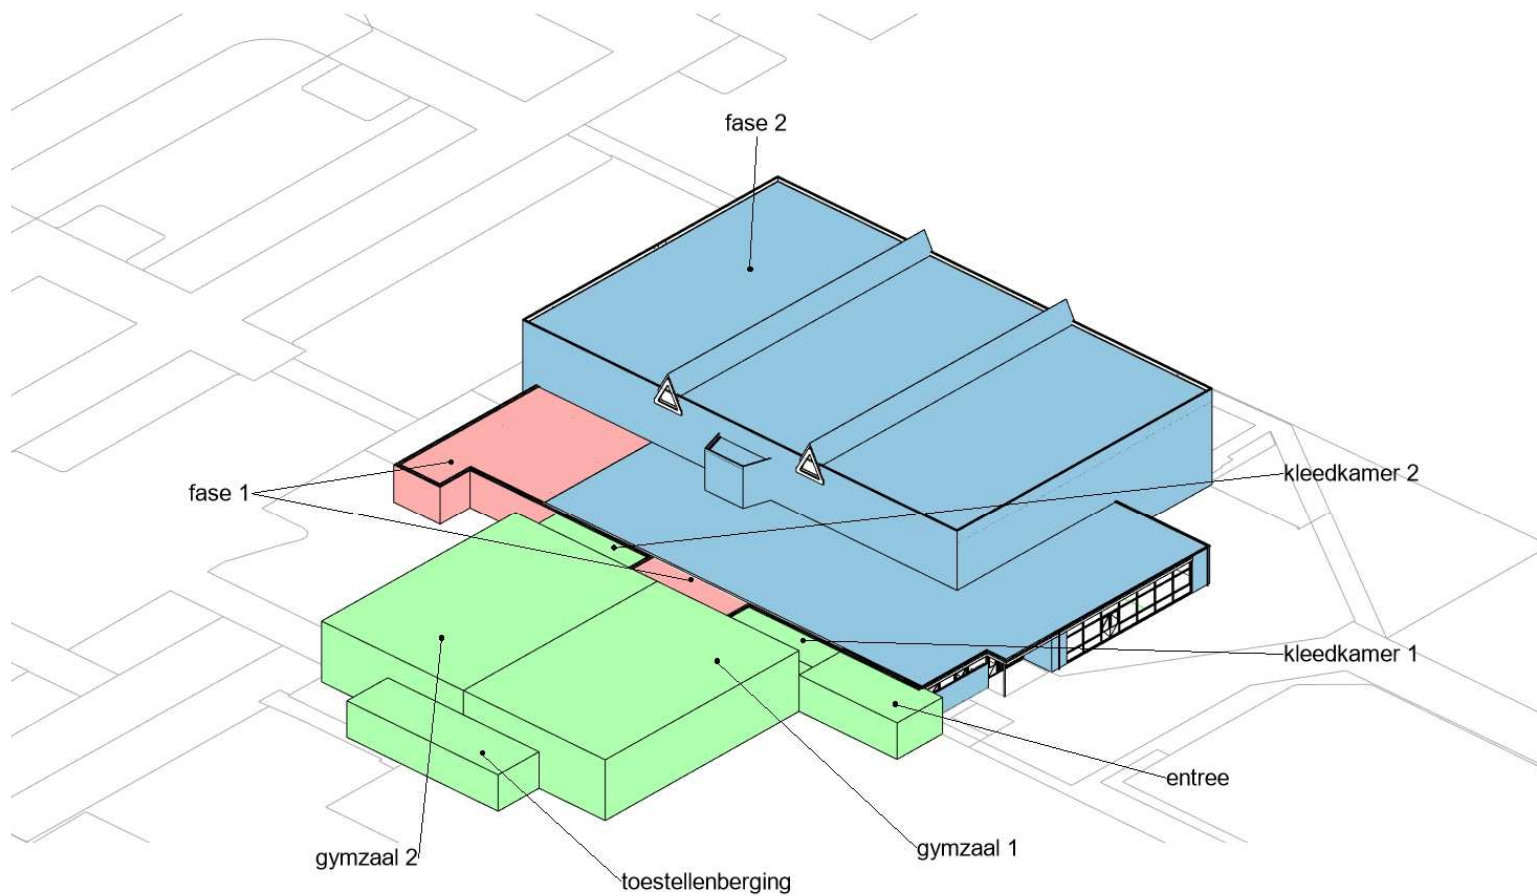 fase 2
kleedkamer 2
fase 1
kleedkamer 1
entree
gymzaal 1
gymzaal 2
toestellenberging